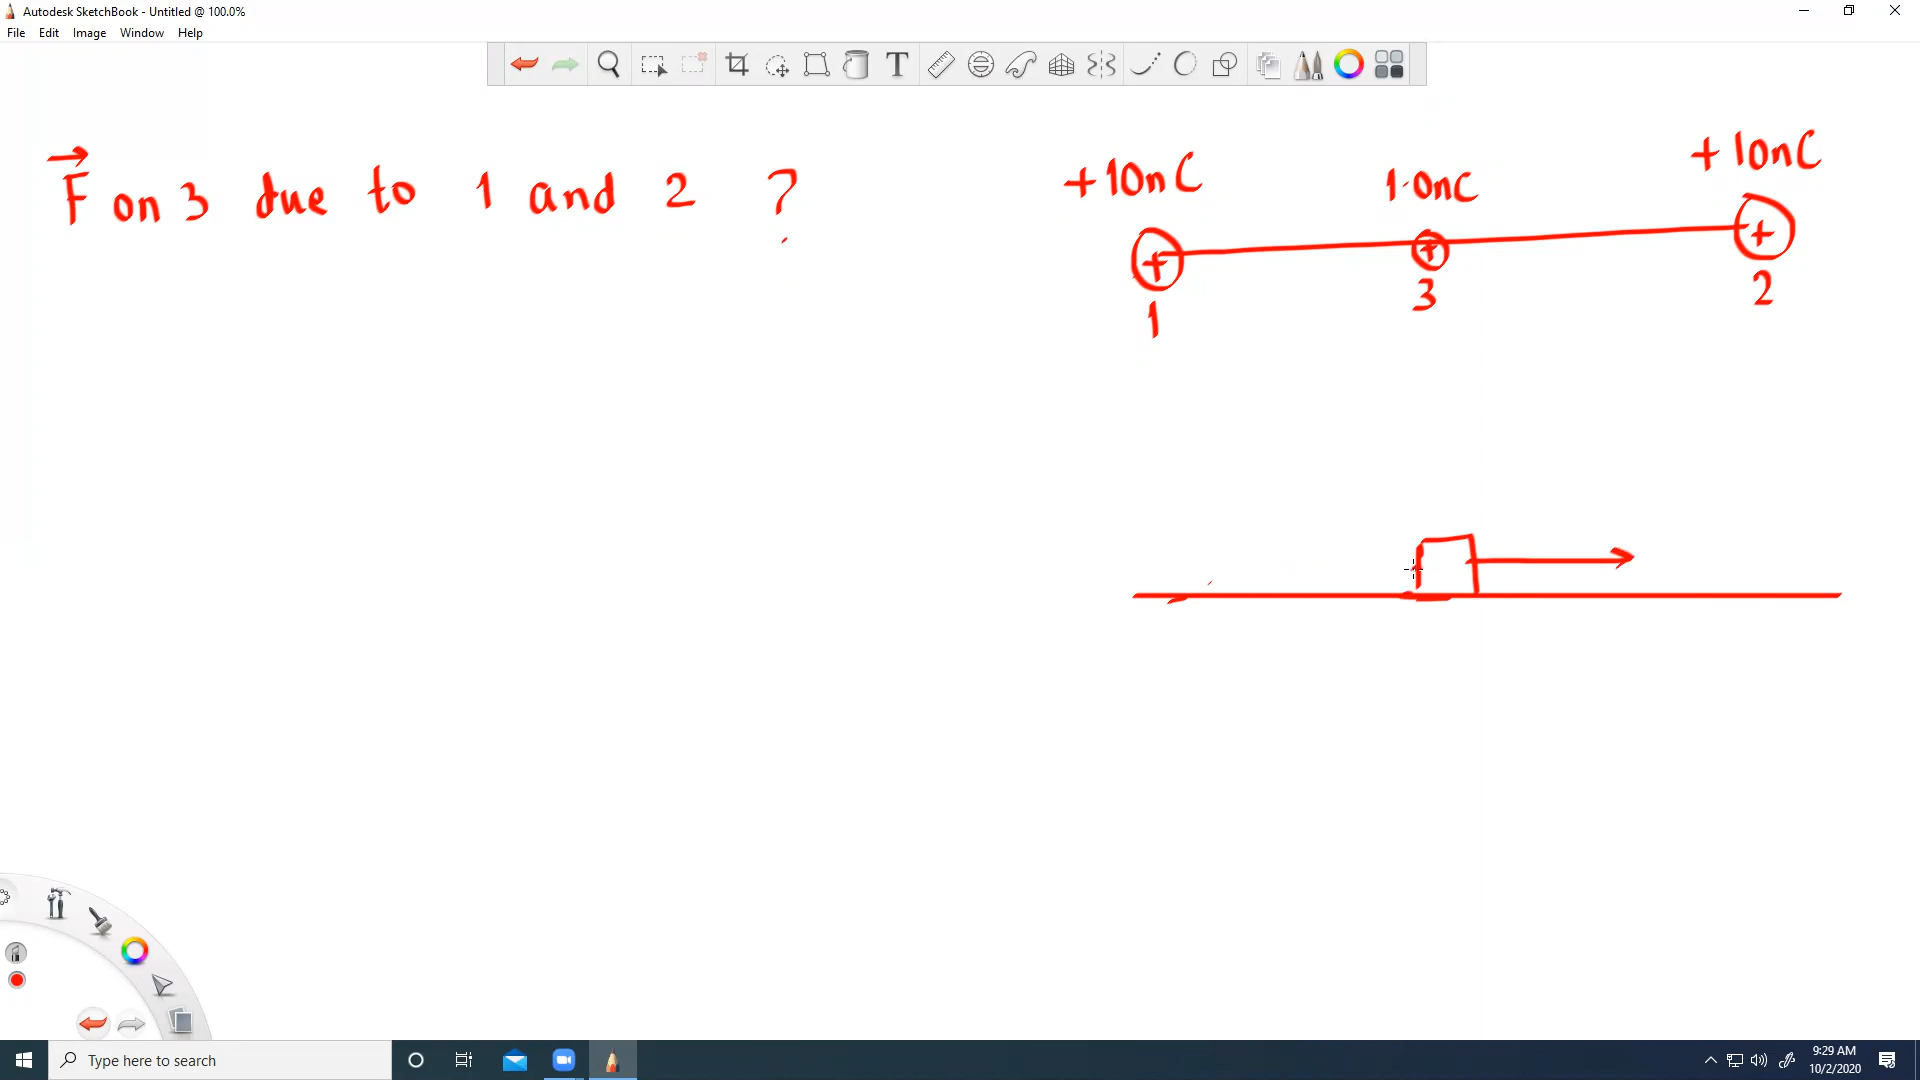 Autodesk SketchBook - Untitled @ 100.0%
File Edit Image Window Help
T
F on 3 due to 1 and 2 ?
+10nC
1.0nC
+10nC
+
+
+
1
3
2
Type here to search
9:29 AM
10/2/2020